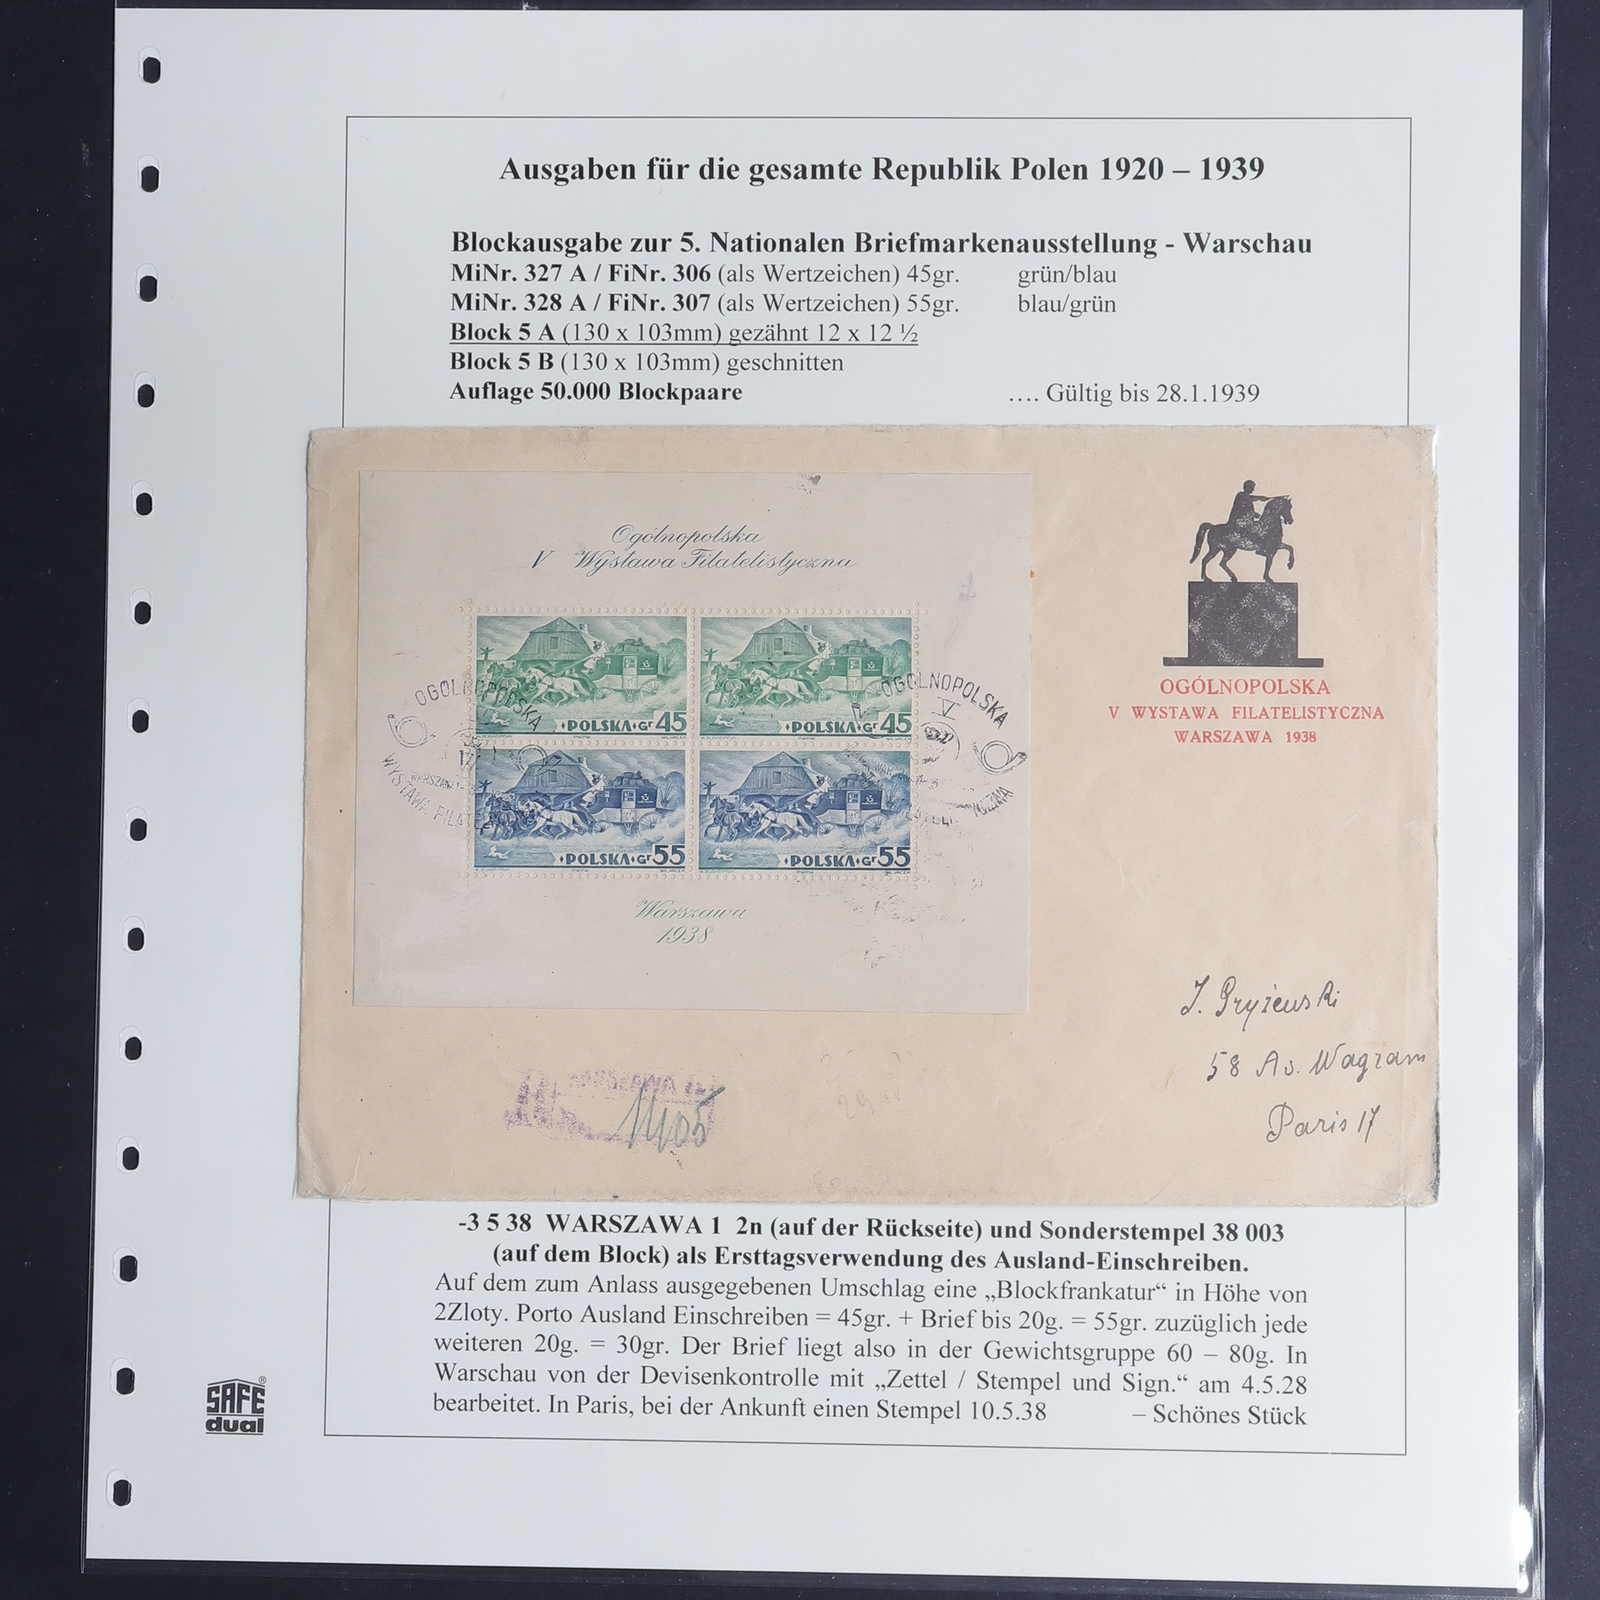 Ausgaben für die gesamte Republik Polen 1920 – 1939
Blockausgabe zur 5. Nationalen Briefmarkenausstellung - Warschau
MiNr. 327 A / FiNr. 306 (als Wertzeichen) 45gr. grün/blau
MiNr. 328 A / FiNr. 307 (als Wertzeichen) 55gr. blau/grün
Block 5 A (130 x 103mm) gezähnt 12 x 12 ½
Block 5 B (130 x 103mm) geschnitten
Auflage 50.000 Blockpaare …. Gültig bis 28.1.1939
Ogólnopolska
V Wystawa Filatelistyczna
POLSKA Gr 45
POLSKA Gr 45
POLSKA Gr 55
POLSKA Gr 55
OGÓLNOPOLSKA
WYSTAWA
OGÓLNOPOLSKA
V
Warszawa
1938
OGÓLNOPOLSKA
V WYSTAWA FILATELISTYCZNA
WARSZAWA 1938
58 Av. Wagram
Paris 17
WARSZAWA
-3 5 38 WARSZAWA 1 2n (auf der Rückseite) und Sonderstempel 38 003
(auf dem Block) als Ersttagsverwendung des Ausland-Einschreiben.
Auf dem zum Anlass ausgegebenen Umschlag eine „Blockfrankatur“ in Höhe von
2Zloty. Porto Ausland Einschreiben = 45gr. + Brief bis 20g. = 55gr. zuzüglich jede
weiteren 20g. = 30gr. Der Brief liegt also in der Gewichtsgruppe 60 – 80g. In
Warschau von der Devisenkontrolle mit „Zettel / Stempel und Sign.“ am 4.5.28
bearbeitet. In Paris, bei der Ankunft einen Stempel 10.5.38 – Schönes Stück
SAFE®
dual